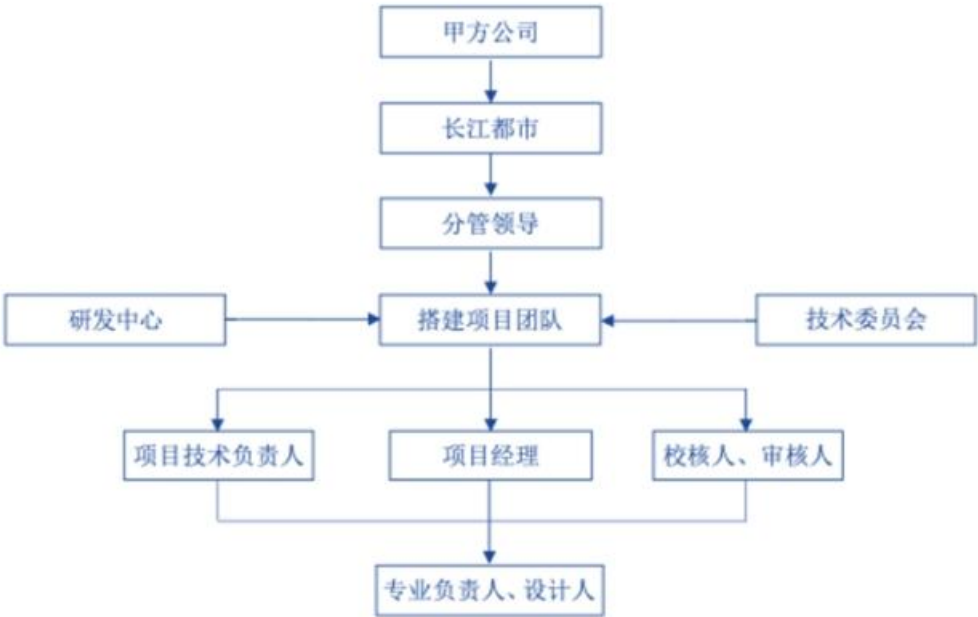 甲方公司
长江都市
分管领导
研发中心
搭建项目团队
技术委员会
项目技术负责人
项目经理
校核人、审核人
专业负责人、设计人